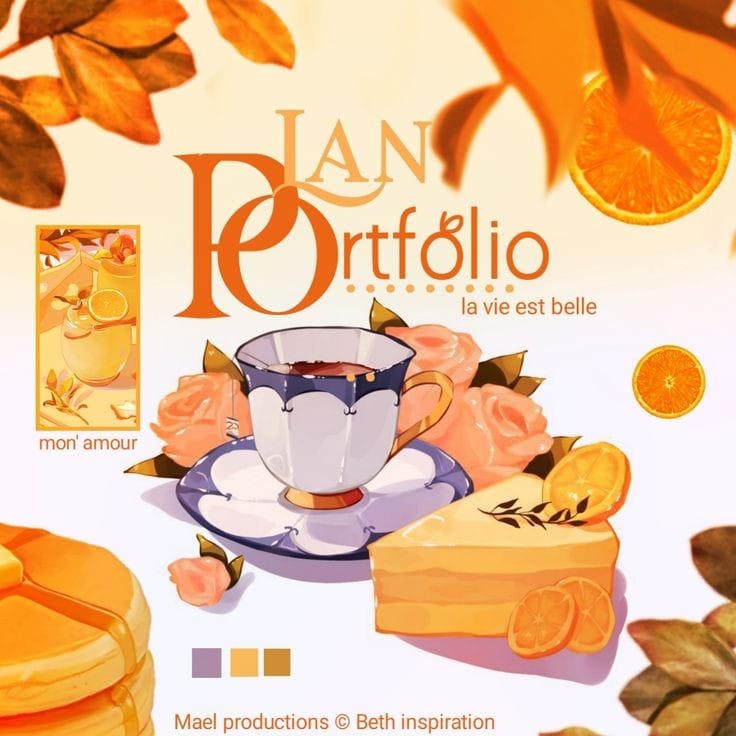 LAN
POrtfolio
la vie est belle
mon' amour
Mael productions © Beth inspiration